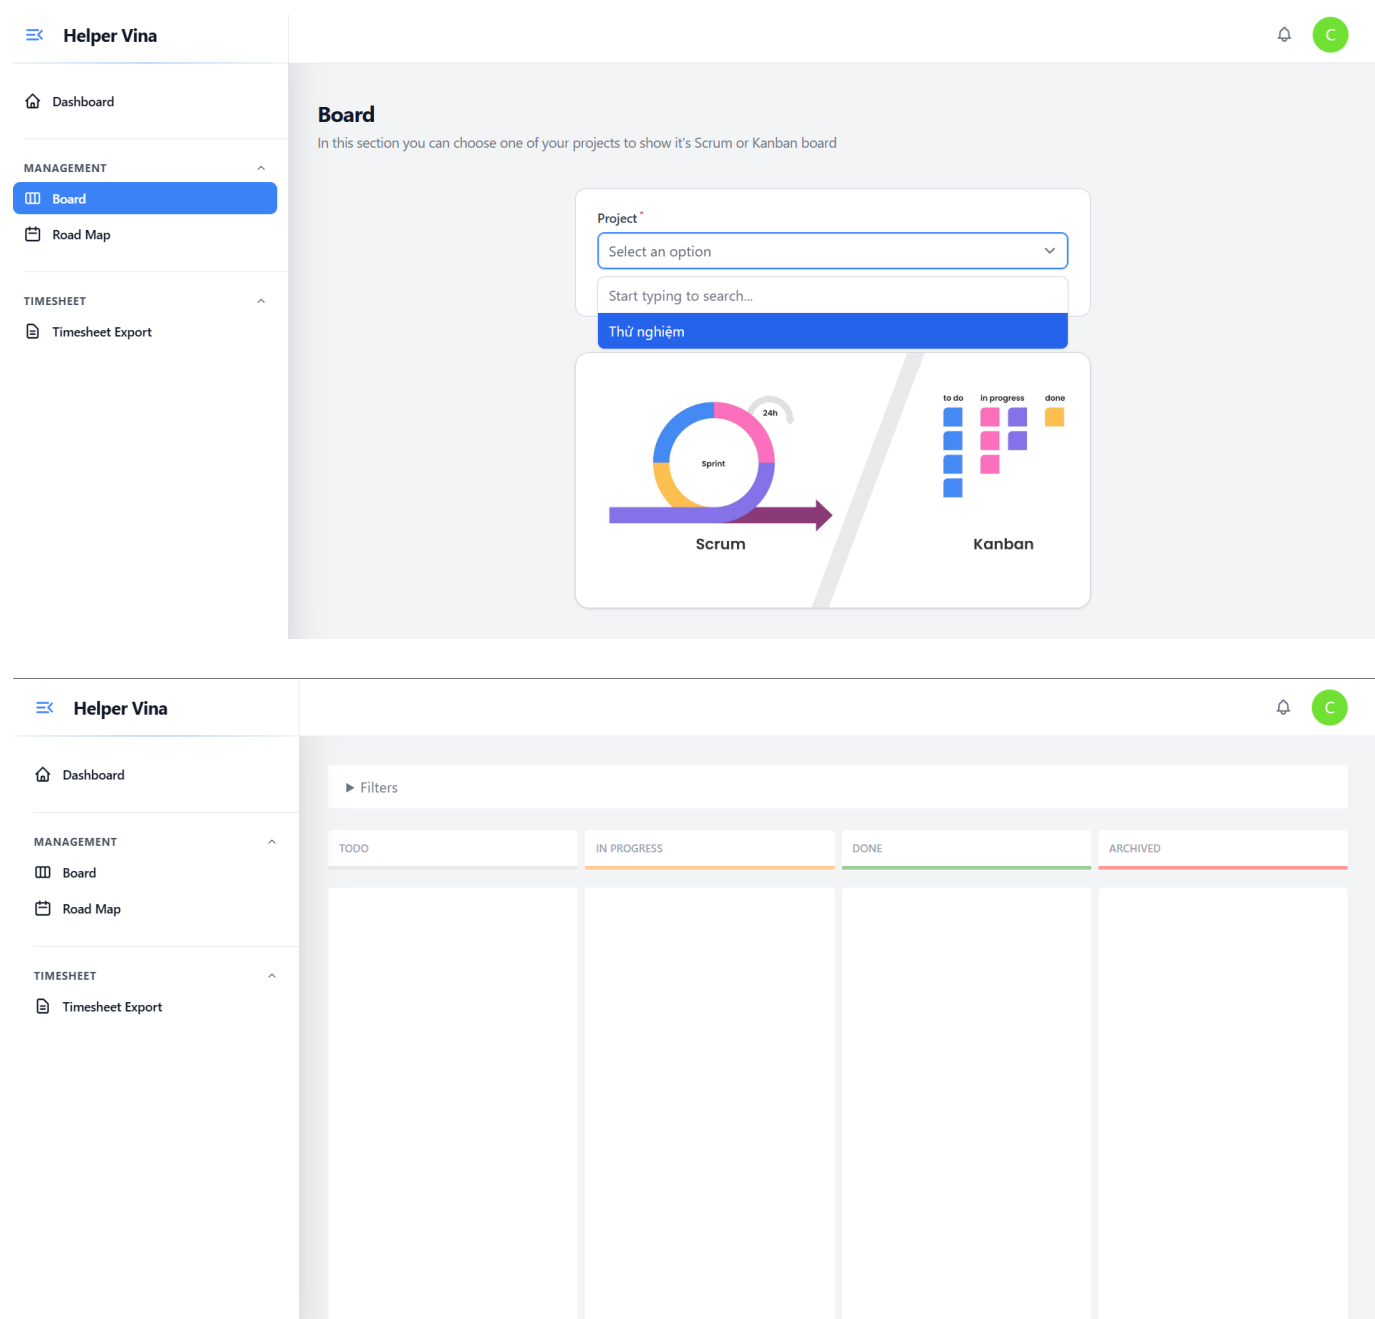 Helper Vina
C
Dashboard
MANAGEMENT
Board
Road Map
TIMESHEET
Timesheet Export
Board
In this section you can choose one of your projects to show it's Scrum or Kanban board
Project*
Select an option
Start typing to search...
Thử nghiệm
24h
Sprint
Scrum
to do in progress done
Kanban
Helper Vina
C
Dashboard
MANAGEMENT
Board
Road Map
TIMESHEET
Timesheet Export
Filters
TODO IN PROGRESS DONE ARCHIVED